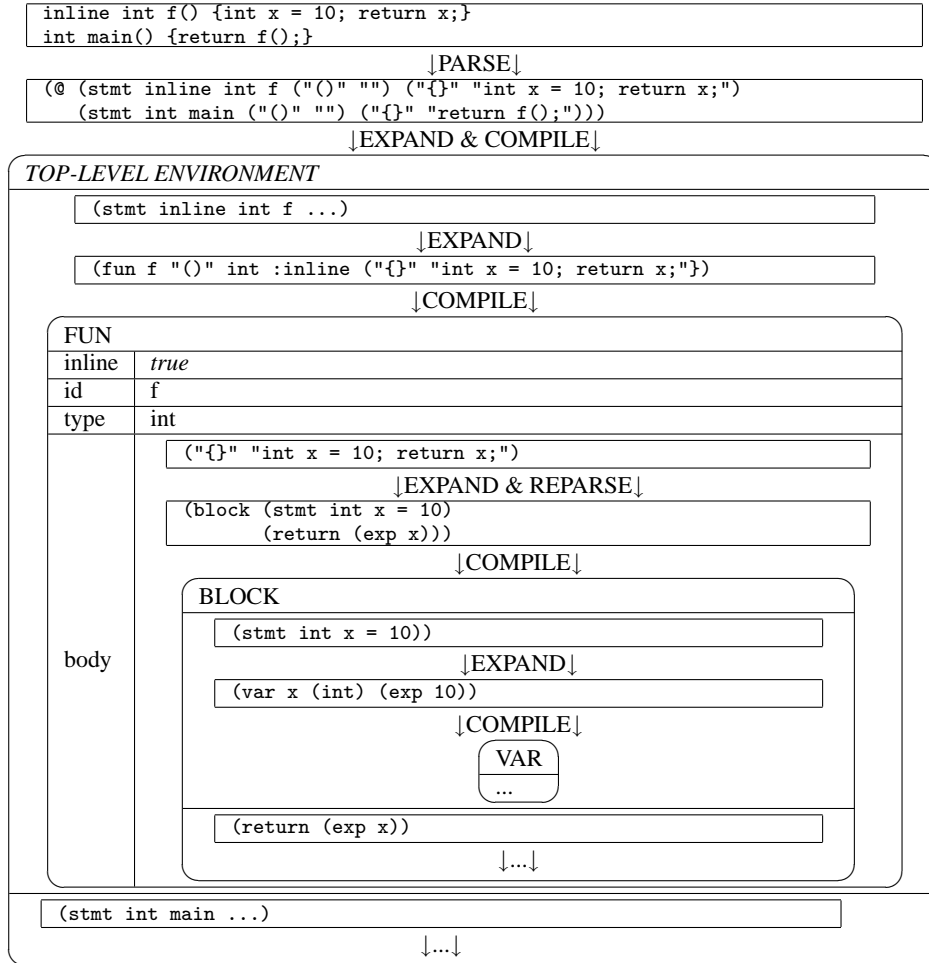 inline int f() {int x = 10; return x;}
int main() {return f();}
↓PARSE↓
(@ (stmt inline int f ("()" "") ("{}" "int x = 10; return x;")
(stmt int main ("()" "") ("{}" "return f();")))
↓EXPAND & COMPILE↓
TOP-LEVEL ENVIRONMENT
(stmt inline int f ...)
↓EXPAND↓
(fun f "()" int :inline ("{}" "int x = 10; return x;"})
↓COMPILE↓
FUN
inline true
id f
type int
("{}" "int x = 10; return x;")
↓EXPAND & REPARSE↓
(block (stmt int x = 10)
(return (exp x)))
↓COMPILE↓
BLOCK
(stmt int x = 10))
body
↓EXPAND↓
(var x (int) (exp 10))
↓COMPILE↓
VAR
...
(return (exp x))
↓...↓
(stmt int main ...)
↓...↓